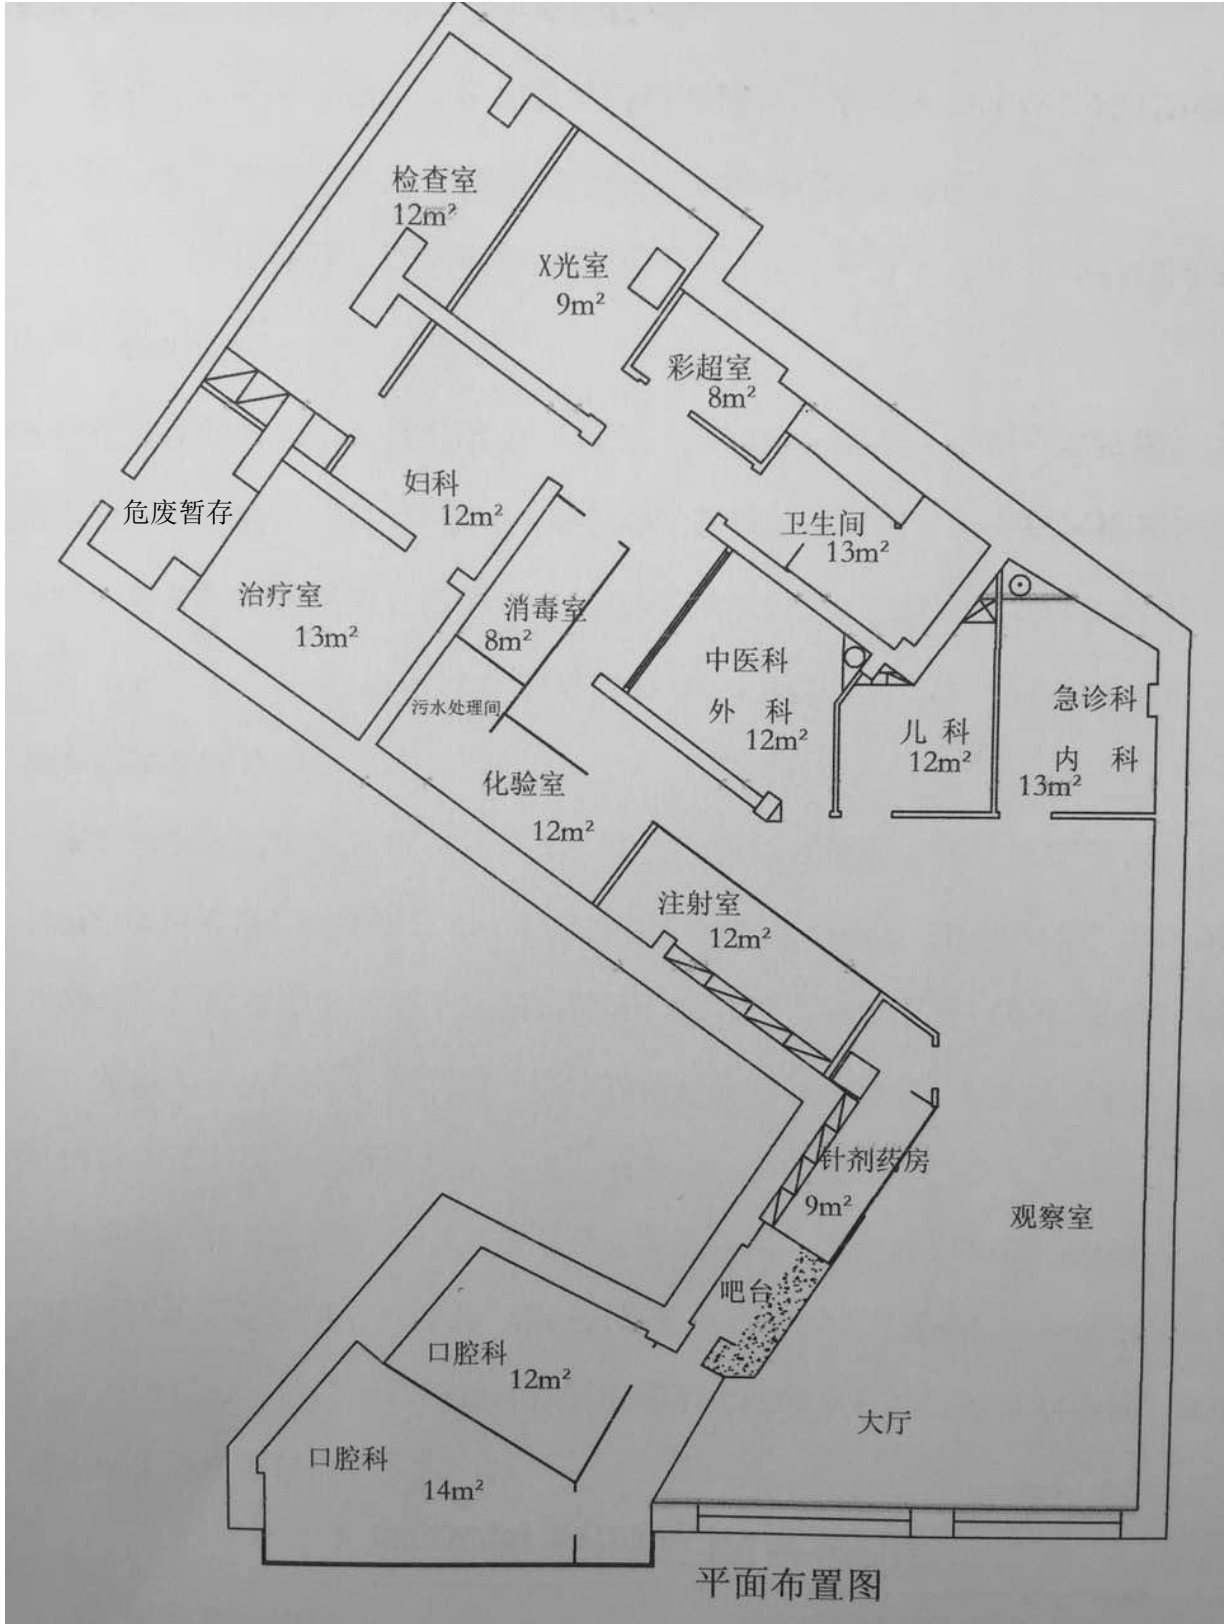 检查室
12m²
X光室
9m²
彩超室
8m²
妇科
12m²
危废暂存
卫生间
13m²
治疗室
13m²
消毒室
8m²
中医科
外 科
12m²
急诊科
内 科
13m²
儿 科
12m²
污水处理间
化验室
12m²
注射室
12m²
针剂药房
9m²
观察室
吧台
口腔科
12m²
大厅
口腔科
14m²
平面布置图